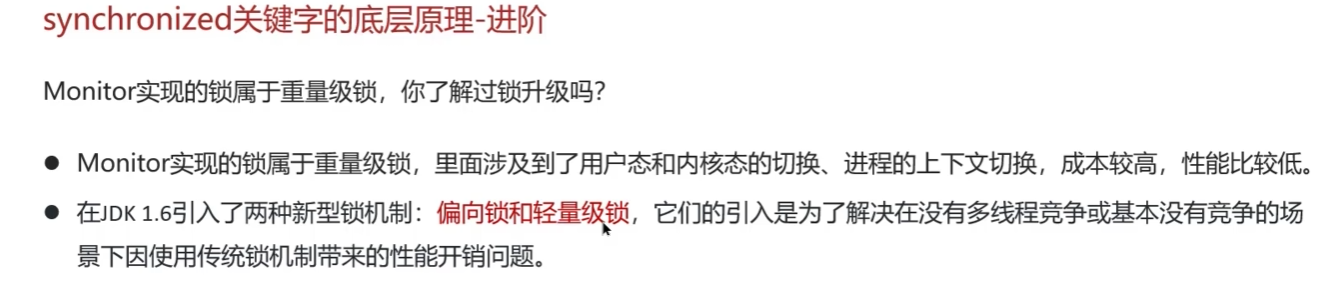 synchronized关键字的底层原理-进阶
Monitor实现的锁属于重量级锁，你了解过锁升级吗？
● Monitor实现的锁属于重量级锁，里面涉及到了用户态和内核态的切换、进程的上下文切换，成本较高，性能比较低。
● 在JDK 1.6引入了两种新型锁机制：偏向锁和轻量级锁，它们的引入是为了解决在没有多线程竞争或基本没有竞争的场
景下因使用传统锁机制带来的性能开销问题。